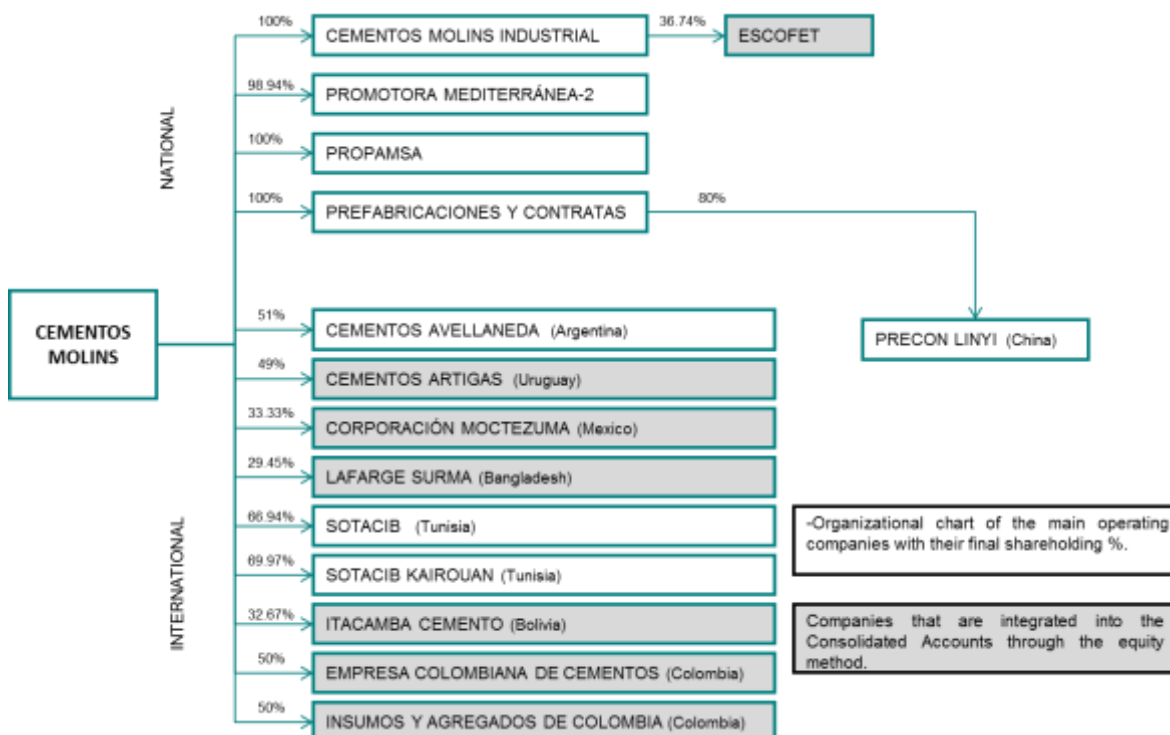 100%
CEMENTOS MOLINS INDUSTRIAL
36.74%
ESCOFET
98.94%
PROMOTORA MEDITERRÁNEA-2
NATIONAL
100%
PROPAMSA
100%
PREFABRICACIONES Y CONTRATAS
80%
CEMENTOS
MOLINS
51%
CEMENTOS AVELLANEDA (Argentina)
PRECON LINYI (China)
49%
CEMENTOS ARTIGAS (Uruguay)
33.33%
CORPORACIÓN MOCTEZUMA (Mexico)
29.45%
LAFARGE SURMA (Bangladesh)
INTERNATIONAL
66.94%
SOTACIB (Tunisia)
69.97%
SOTACIB KAIROUAN (Tunisia)
32.67%
ITACAMBA CEMENTO (Bolivia)
50%
EMPRESA COLOMBIANA DE CEMENTOS (Colombia)
50%
INSUMOS Y AGREGADOS DE COLOMBIA (Colombia)
-Organizational chart of the main operating
companies with their final shareholding %.
Companies that are integrated into the
Consolidated Accounts through the equity
method.